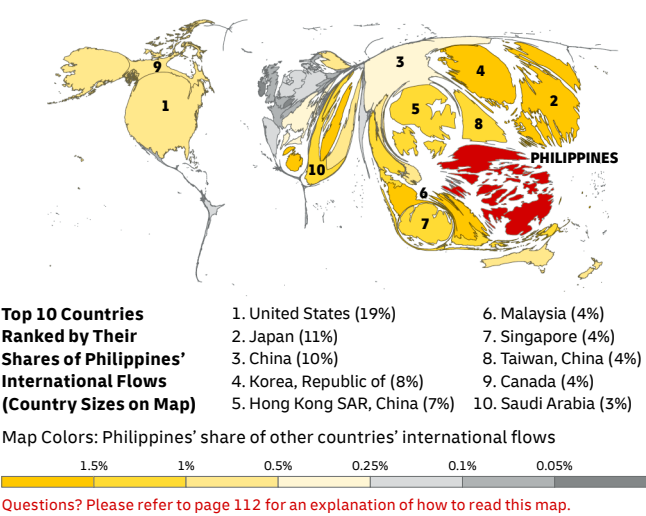 9
3
4
1
5
2
8
PHILIPPINES
10
6
7
Top 10 Countries
Ranked by Their
Shares of Philippines’
International Flows
(Country Sizes on Map)
1. United States (19%)
2. Japan (11%)
3. China (10%)
4. Korea, Republic of (8%)
5. Hong Kong SAR, China (7%)
6. Malaysia (4%)
7. Singapore (4%)
8. Taiwan, China (4%)
9. Canada (4%)
10. Saudi Arabia (3%)
Map Colors: Philippines’ share of other countries’ international flows
1.5% 1% 0.5% 0.25% 0.1% 0.05%
Questions? Please refer to page 112 for an explanation of how to read this map.